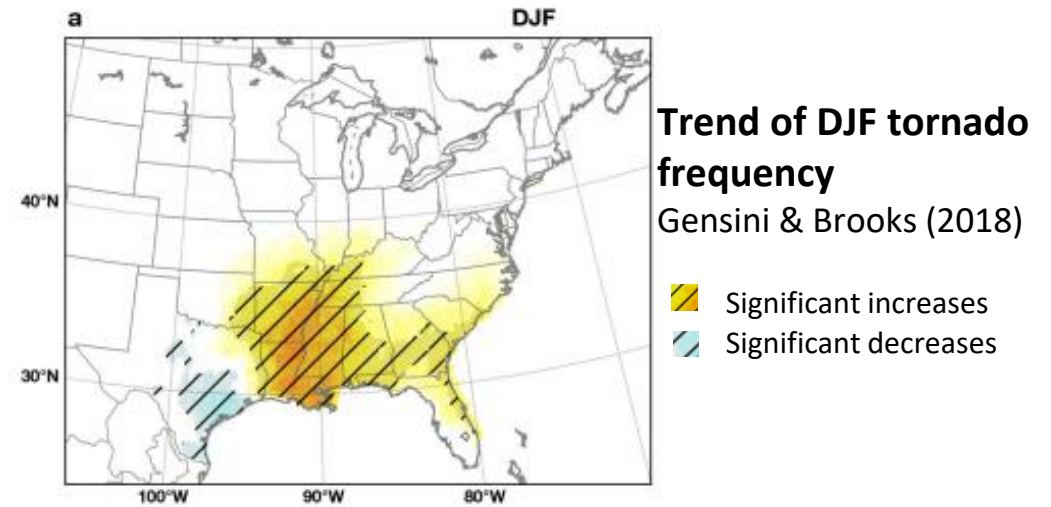 a
DJF
40°N
30°N
100°W
90°W
80°W
Trend of DJF tornado
frequency
Gensini & Brooks (2018)
Significant increases
Significant decreases